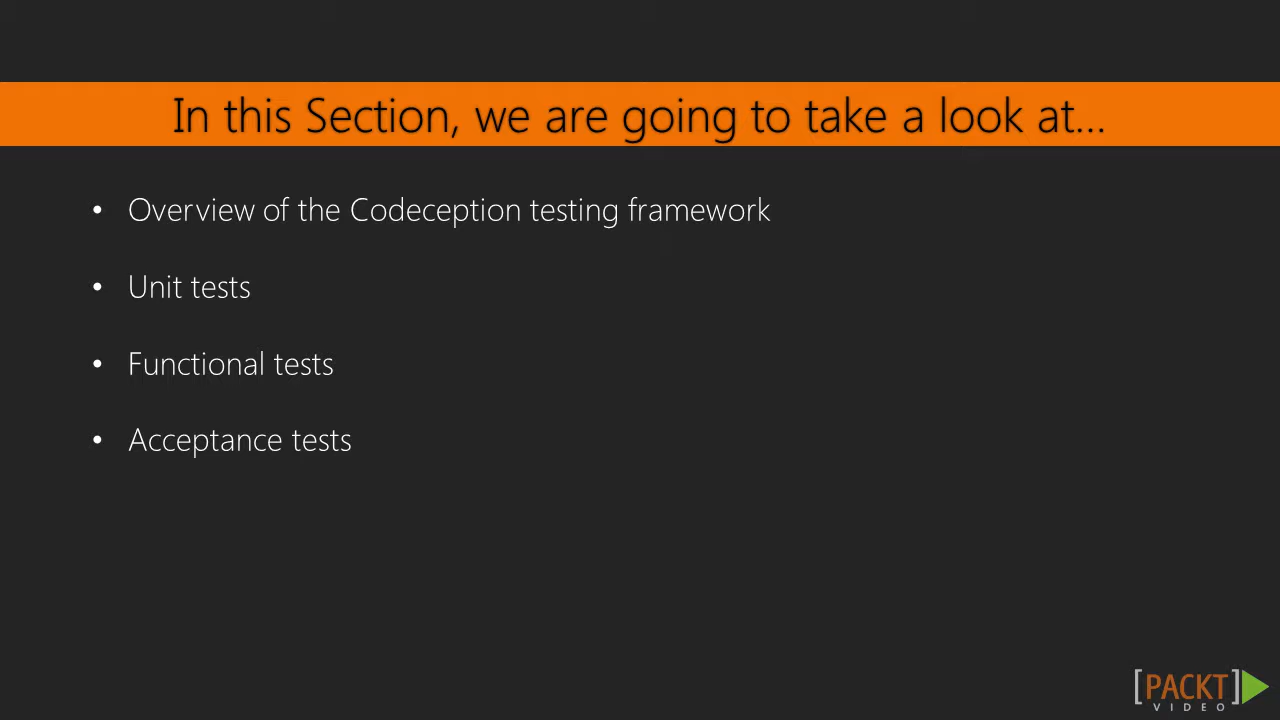 In this Section, we are going to take a look at...
• Overview of the Codeception testing framework
• Unit tests
• Functional tests
• Acceptance tests
[PACKT]
VIDEO